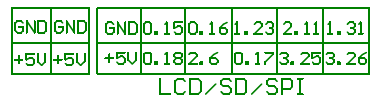 GND GND GND 0.15 0.16 1.23 2.11 1.31
+5V +5V +5V 0.18 2.6 0.17 3.25 3.26
LCD/SD/SPI